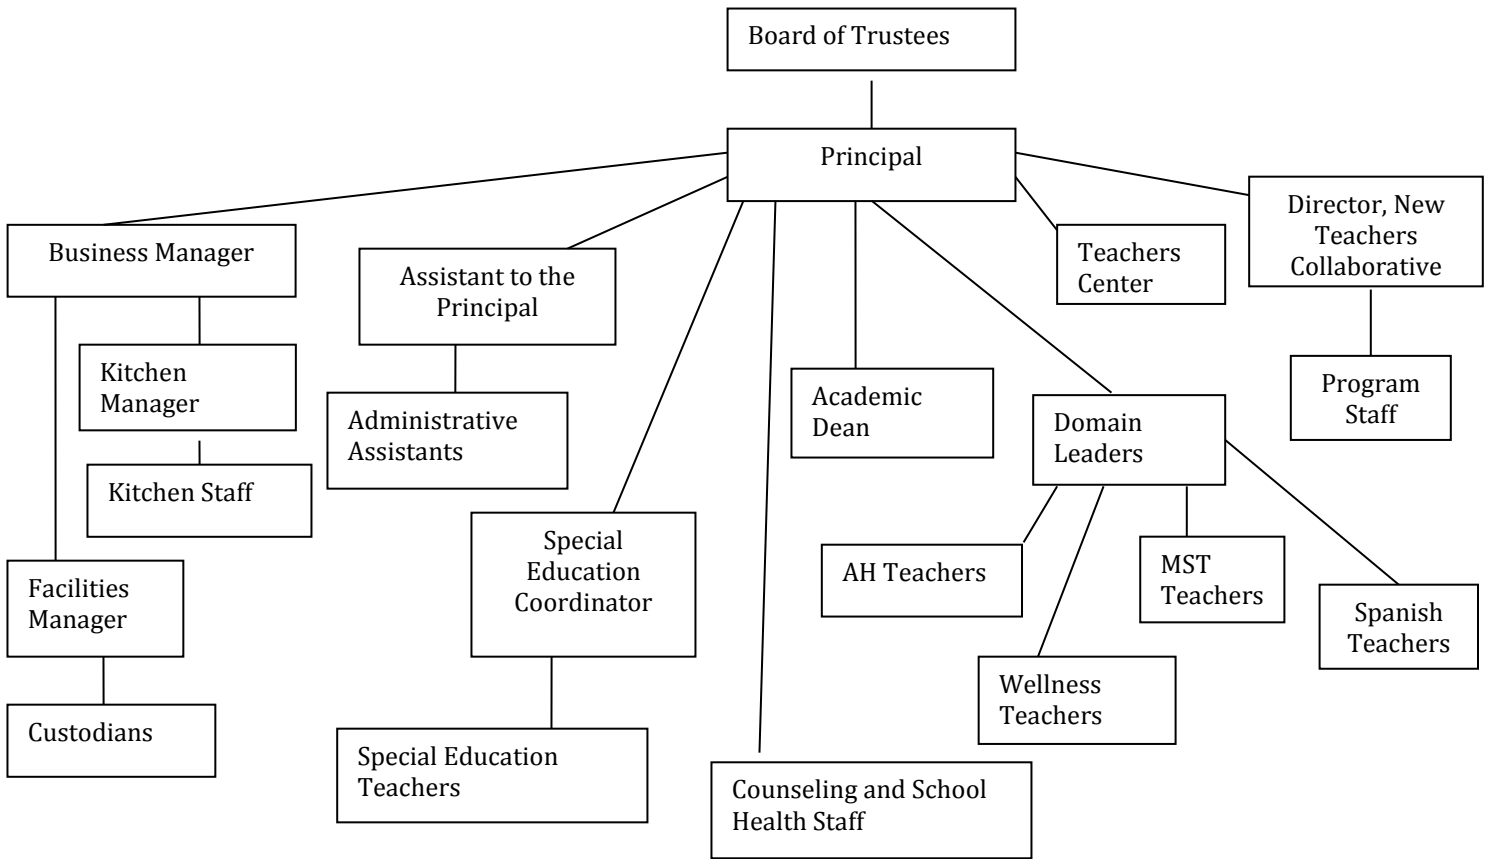 Board of Trustees
Principal
Director, New
Teachers
Collaborative
Business Manager
Assistant to the
Principal
Teachers
Center
Kitchen
Manager
Academic
Dean
Program
Staff
Administrative
Assistants
Domain
Leaders
Kitchen Staff
Special
Education
Coordinator
AH Teachers
MST
Teachers
Facilities
Manager
Spanish
Teachers
Wellness
Teachers
Custodians
Special Education
Teachers
Counseling and School
Health Staff